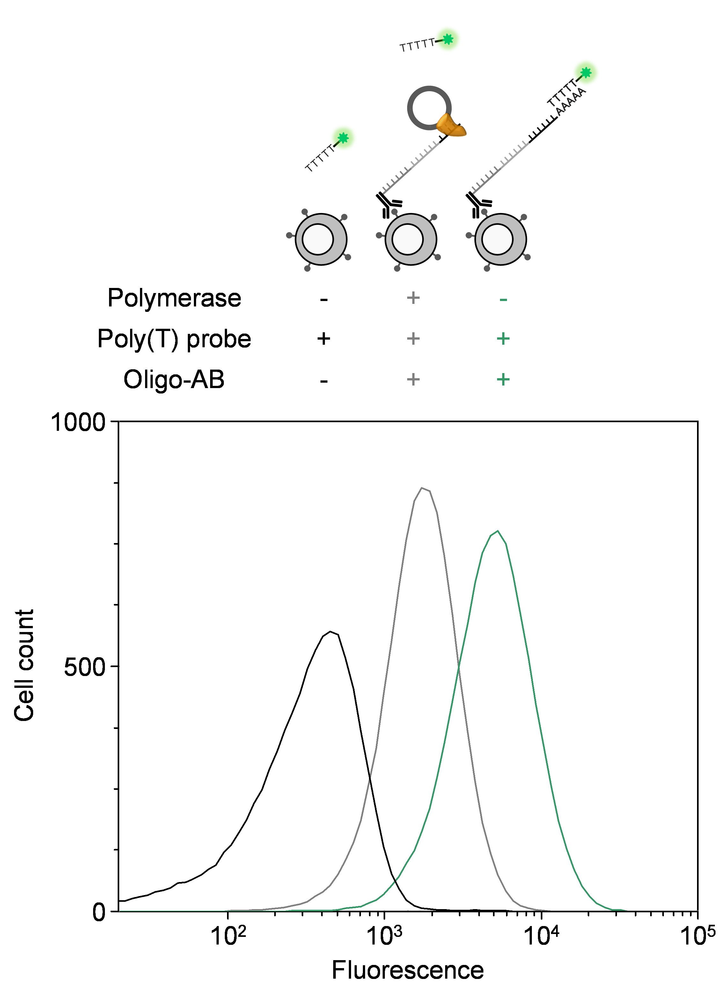 TTTTT
TTTTT
AAAAA
TTTTT
Polymerase - + -
Poly(T) probe + + +
Oligo-AB - + +
1000
500
0
Cell count
10² 10³ 10⁴ 10⁵
Fluorescence